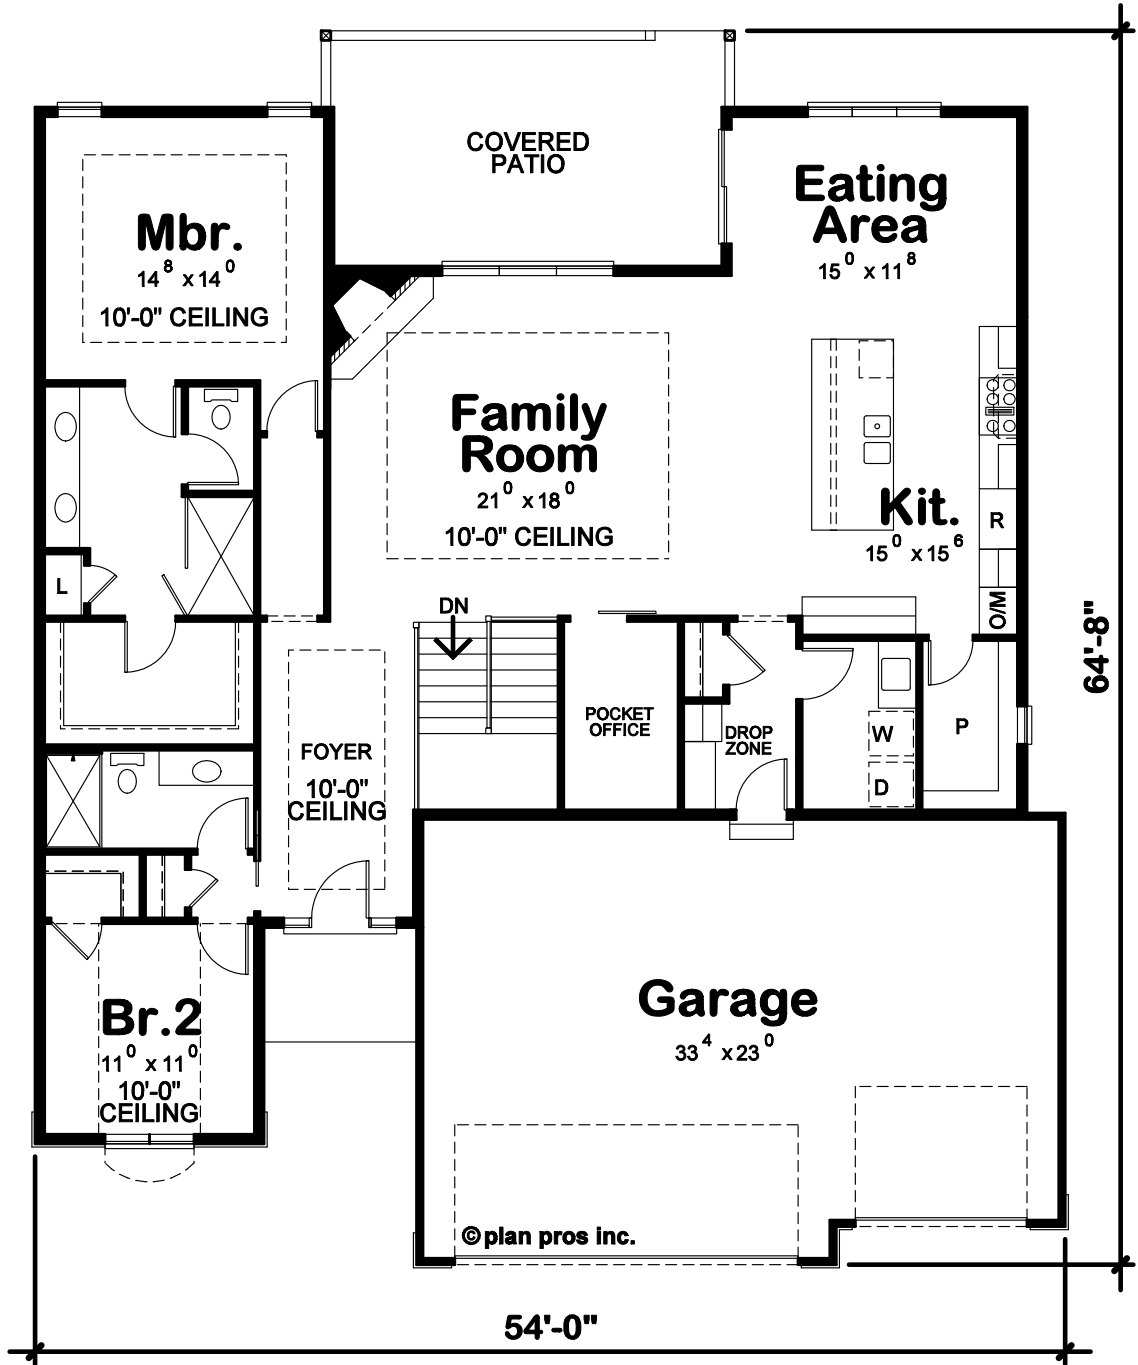 COVERED
PATIO
Eating
Area
15⁰ x 11⁸
Mbr.
14⁸ x 14⁰
10'-0" CEILING
Family
Room
21⁰ x 18⁰
10'-0" CEILING
Kit.
15⁰ x 15⁶
R
O/M
L
DN
64'-8"
POCKET
OFFICE
DROP
ZONE
W
D
P
FOYER
10'-0"
CEILING
Br.2
11⁰ x 11⁰
10'-0"
CEILING
Garage
33⁴ x 23⁰
©plan pros inc.
54'-0"